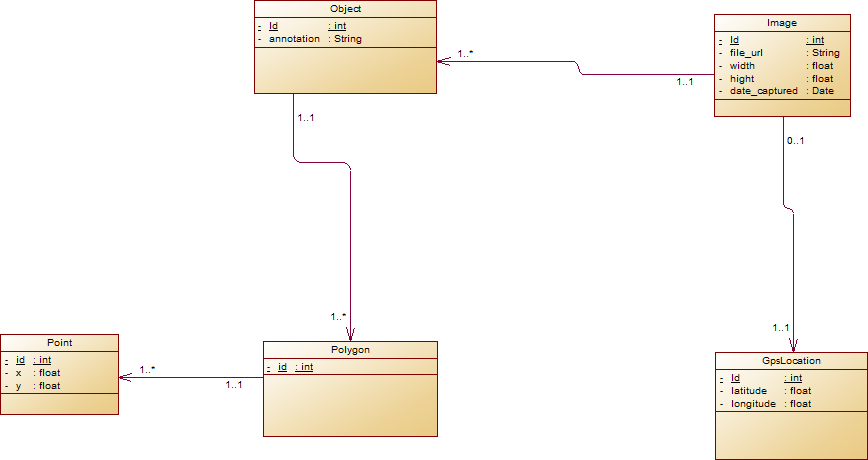 Object
- Id : int
- annotation : String
Image
- Id : int
- file_url : String
- width : float
- hight : float
- date_captured : Date
1..*
1..1
1..1
0..1
1..*
1..1
Point
- id : int
- x : float
- y : float
1..*
1..1
Polygon
- id : int
GpsLocation
- Id : int
- latitude : float
- longitude : float